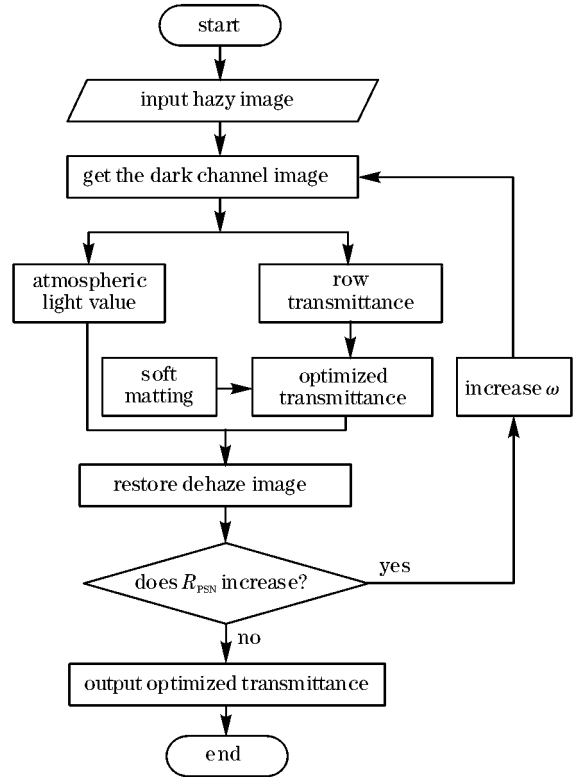 start
input hazy image
get the dark channel image
atmospheric
light value
row
transmittance
soft
matting
optimized
transmittance
increase ω
restore dehaze image
does R_PSN increase?
yes
no
output optimized transmittance
end